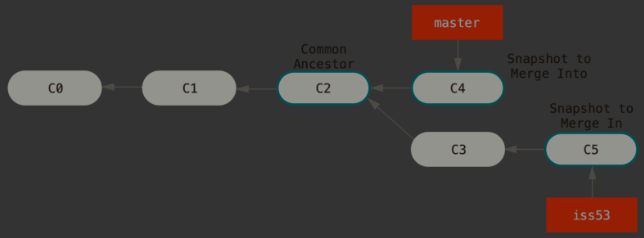 master
Common
Ancestor
Snapshot to
Merge Into
C0
C1
C2
C4
Snapshot to
Merge In
C3
C5
iss53